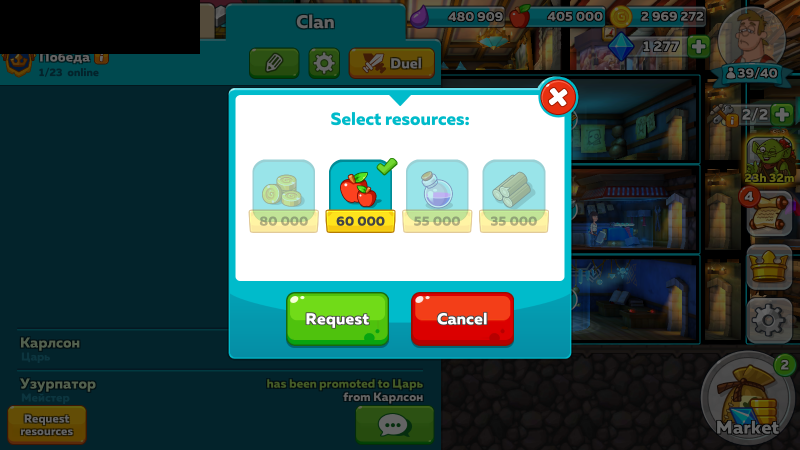 Clan
480 909
405 000
2 969 272
1 277
Победа
1/23 online
Duel
39/40
2/2
Select resources:
23h 32m
4
80 000
60 000
55 000
35 000
Request
Cancel
Карлсон
Царь
Узурпатор
Мейстер
has been promoted to Царь
from Карлсон
Request
resources
2
Market